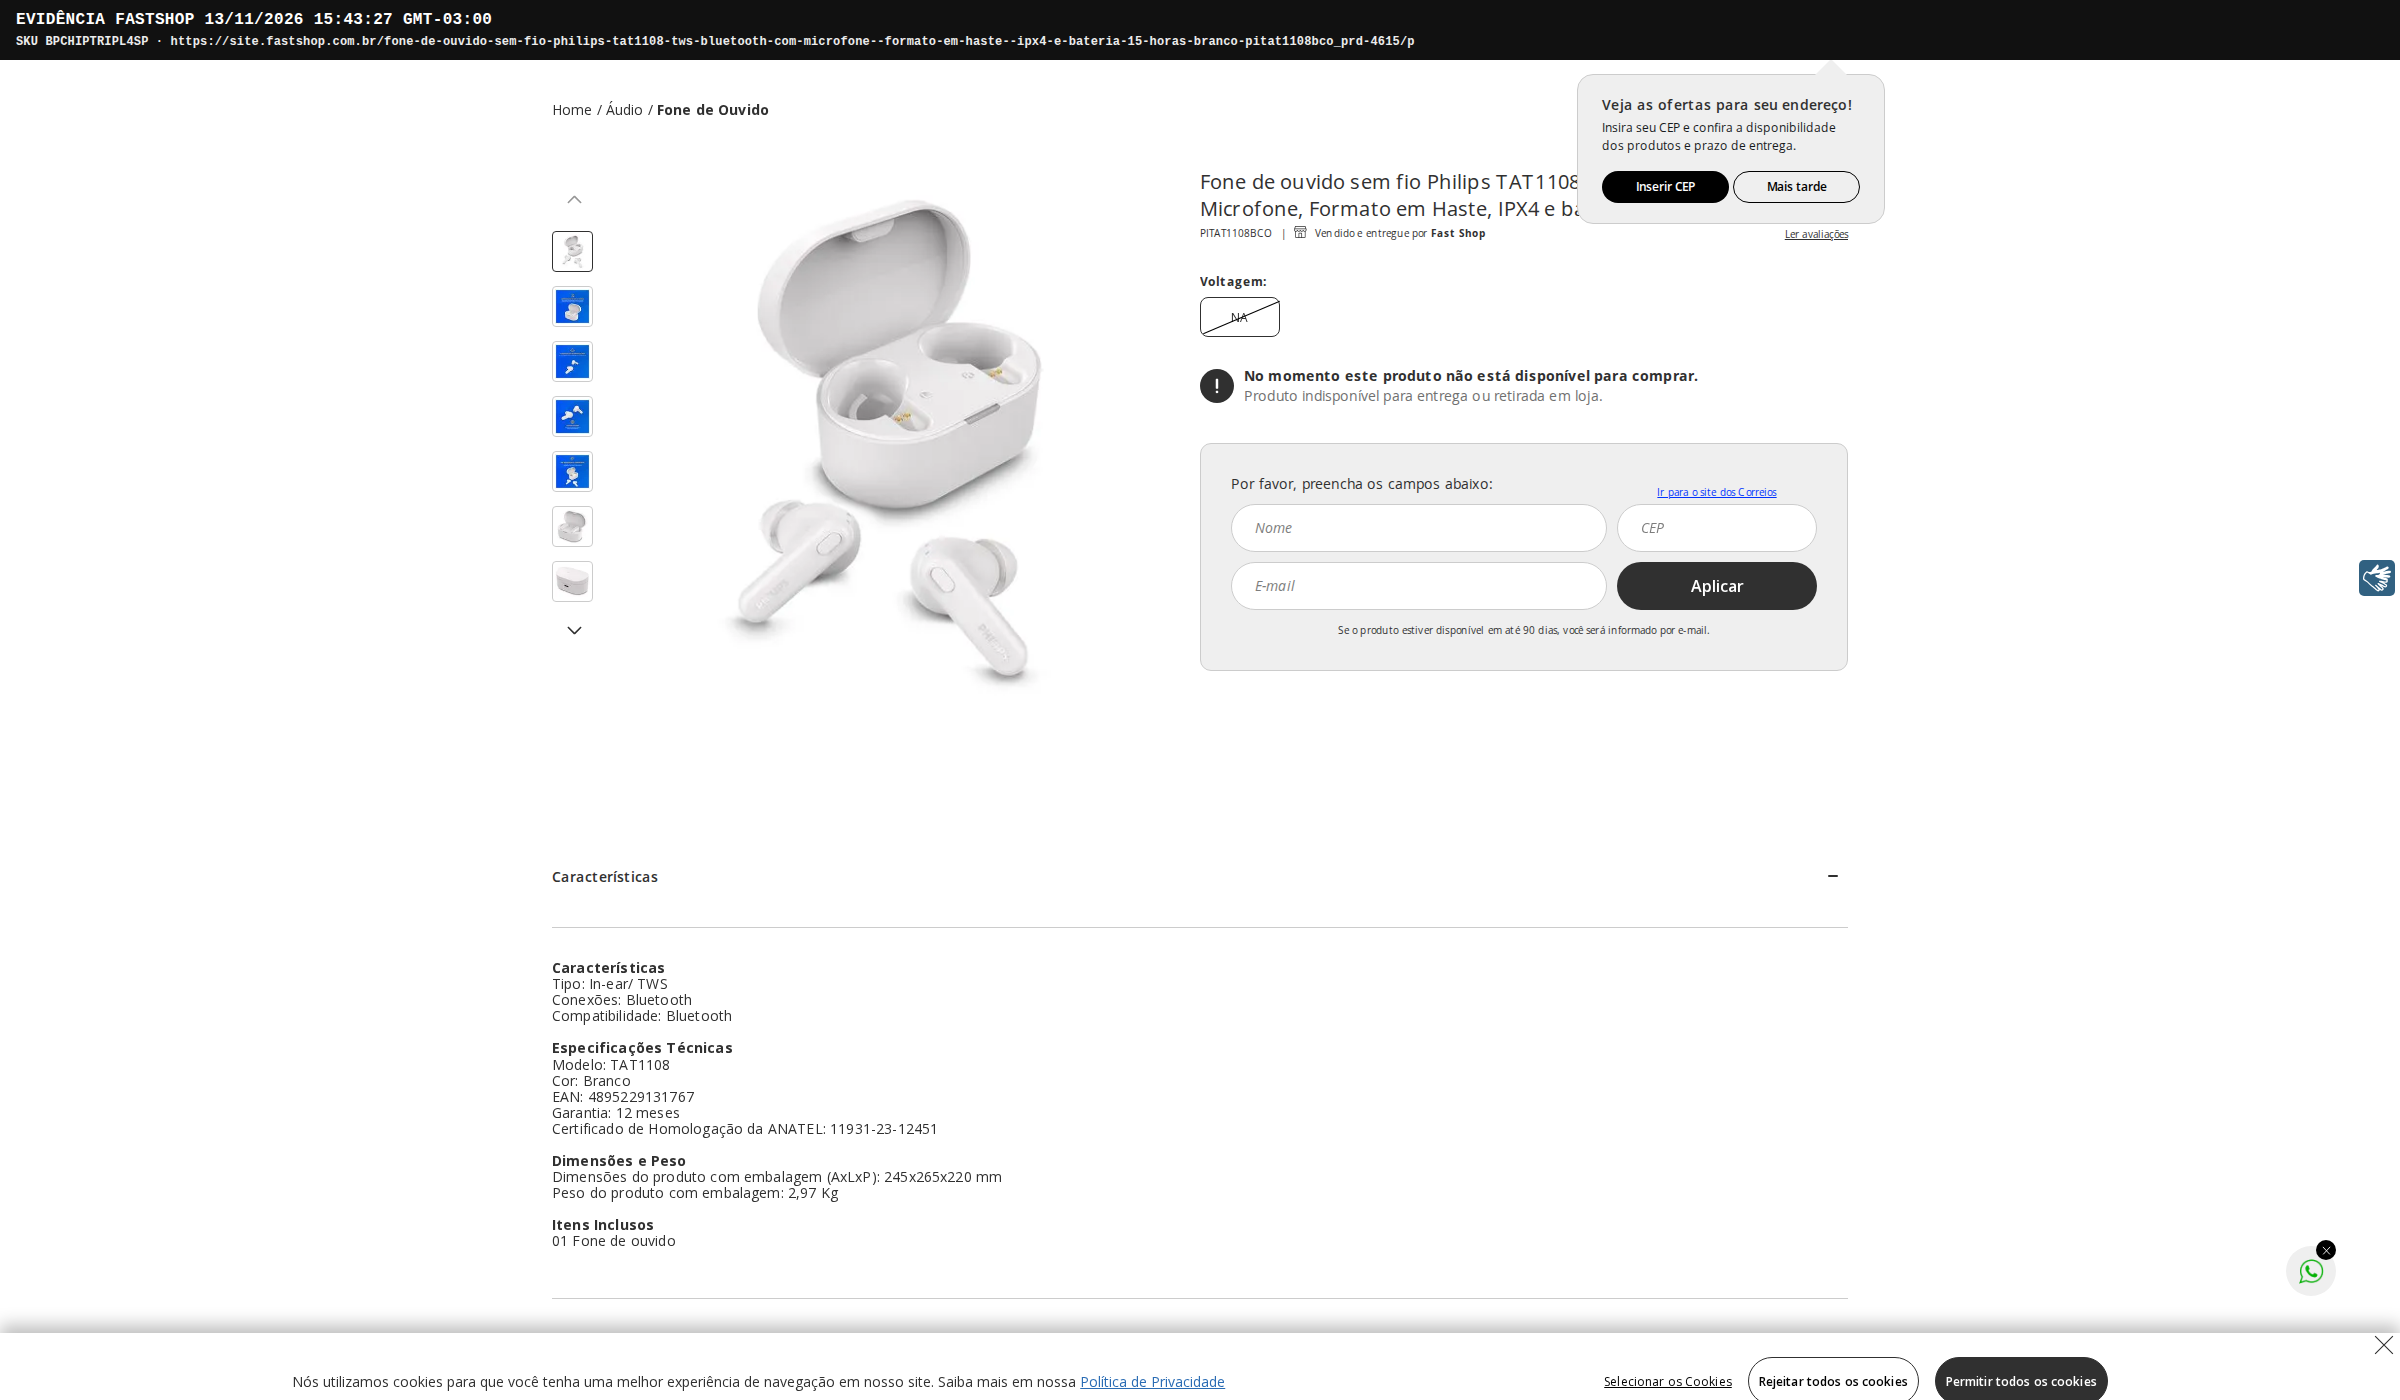 EVIDÊNCIA FASTSHOP 13/11/2026 15:43:27 GMT-03:00
SKU BPCHIPTRIPL4SP · https://site.fastshop.com.br/fone-de-ouvido-sem-fio-philips-tat1108-tws-bluetooth-com-microfone--formato-em-haste--ipx4-e-bateria-15-horas-branco-pitat1108bco_prd-4615/p
Home / Áudio / Fone de Ouvido
Veja as ofertas para seu endereço!
Insira seu CEP e confira a disponibilidade
dos produtos e prazo de entrega.
Inserir CEP
Mais tarde
Fone de ouvido sem fio Philips TAT1108
Microfone, Formato em Haste, IPX4 e
PITAT1108BCO | Vendido e entregue por Fast Shop
Ler avaliações
Voltagem:
NA
No momento este produto não está disponível para comprar.
Produto indisponível para entrega ou retirada em loja.
Por favor, preencha os campos abaixo:
Ir para o site dos Correios
Nome
CEP
E-mail
Aplicar
Se o produto estiver disponível em até 90 dias, você será informado por e-mail.
Características
Características
Tipo: In-ear/ TWS
Conexões: Bluetooth
Compatibilidade: Bluetooth
Especificações Técnicas
Modelo: TAT1108
Cor: Branco
EAN: 4895229131767
Garantia: 12 meses
Certificado de Homologação da ANATEL: 11931-23-12451
Dimensões e Peso
Dimensões do produto com embalagem (AxLxP): 245x265x220 mm
Peso do produto com embalagem: 2,97 Kg
Itens Inclusos
01 Fone de ouvido
Nós utilizamos cookies para que você tenha uma melhor experiência de navegação em nosso site. Saiba mais em nossa Política de Privacidade
Selecionar os Cookies
Rejeitar todos os cookies
Permitir todos os cookies